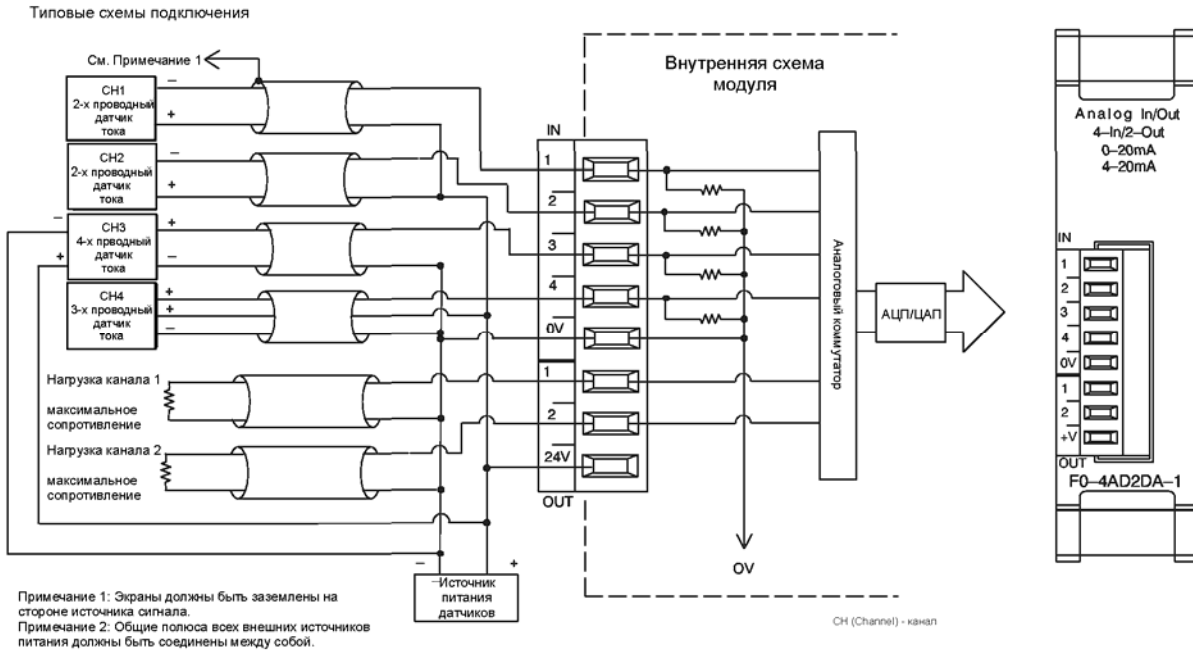 Типовые схемы подключения
См. Примечание 1
CH1
2-х проводный
датчик
тока
–
+
CH2
2-х проводный
датчик
тока
–
+
CH3
4-х прводный
датчик
тока
–
+
+
–
CH4
3-х проводный
датчик
тока
+
+
–
Нагрузка канала 1
максимальное
сопротивление
Нагрузка канала 2
максимальное
сопротивление
IN
1
2
3
4
0V
1
2
24V
OUT
Внутренняя схема
модуля
Аналоговый коммутатор
АЦП/ЦАП
0V
– +
–Источник
питания
датчиков
Примечание 1: Экраны должны быть заземлены на
стороне источника сигнала.
Примечание 2: Общие полюса всех внешних источников
питания должны быть соединены между собой.
CH (Channel) - канал
Analog In/Out
4–In/2–Out
0–20mA
4–20mA
IN
1
2
3
4
0V
1
2
+V
OUT
F0–4AD2DA–1